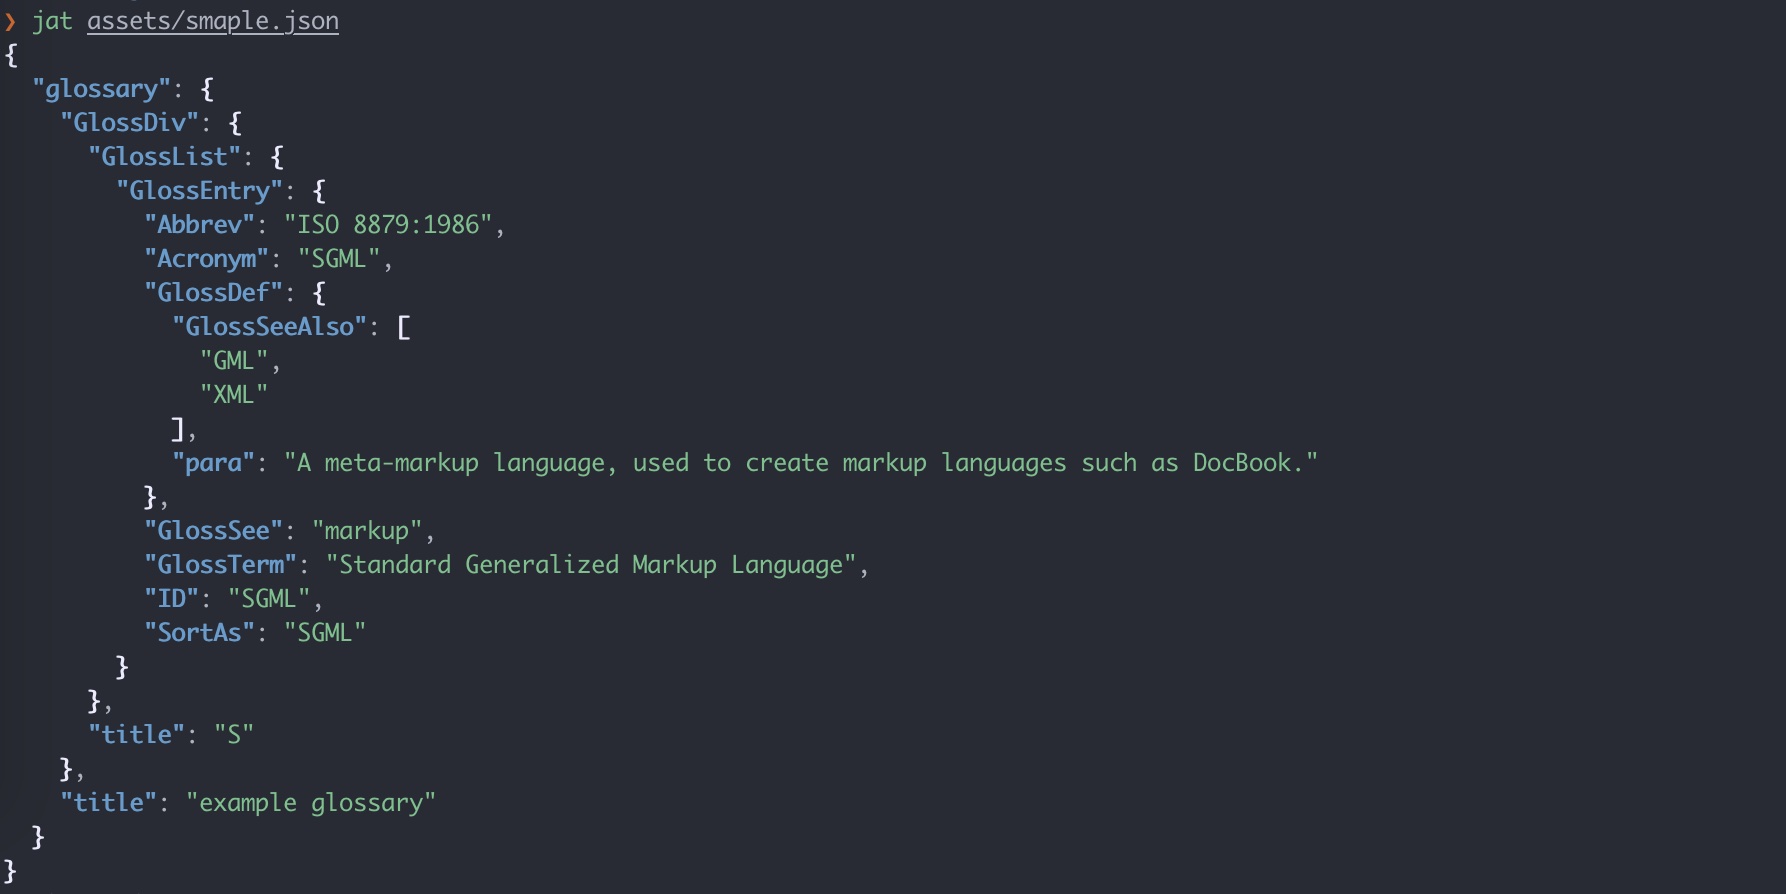 ❯ jat assets/smaple.json
{
  "glossary": {
    "GlossDiv": {
      "GlossList": {
        "GlossEntry": {
          "Abbrev": "ISO 8879:1986",
          "Acronym": "SGML",
          "GlossDef": {
            "GlossSeeAlso": [
              "GML",
              "XML"
            ],
            "para": "A meta-markup language, used to create markup languages such as DocBook."
          },
          "GlossSee": "markup",
          "GlossTerm": "Standard Generalized Markup Language",
          "ID": "SGML",
          "SortAs": "SGML"
        }
      },
      "title": "S"
    },
    "title": "example glossary"
  }
}